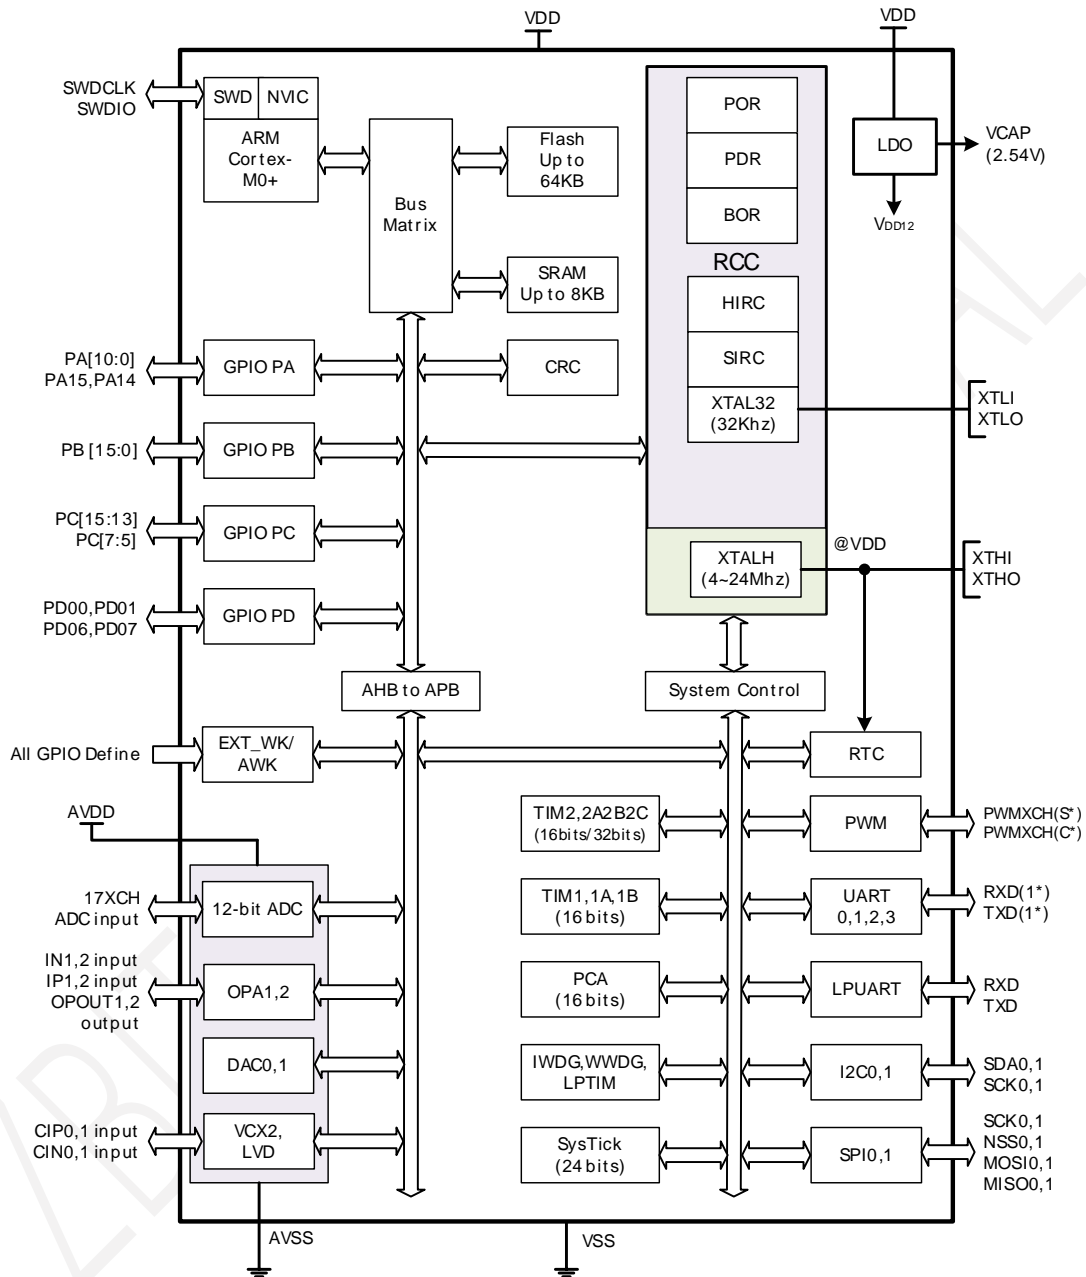 VDD
VDD
SWDCLK
SWDIO
SWD
NVIC
ARM
Cortex-
M0+
Bus
Matrix
Flash
Up to
64KB
SRAM
Up to 8KB
POR
PDR
BOR
RCC
HIRC
SIRC
XTAL32
(32Khz)
LDO
VCAP
(2.54V)
VDD12
PA[10:0]
PA15,PA14
GPIO PA
CRC
XTLI
XTLO
PB [15:0]
GPIO PB
PC[15:13]
PC[7:5]
GPIO PC
XTALH
(4~24Mhz)
@VDD
XTHI
XTHO
PD00,PD01
PD06,PD07
GPIO PD
AHB to APB
System Control
All GPIO Define
EXT_WK/
AWK
RTC
AVDD
TIM2,2A2B2C
(16bits/32bits)
PWM
PWMXCH(S*)
PWMXCH(C*)
17XCH
ADC input
12-bit ADC
TIM1,1A,1B
(16bits)
UART
0,1,2,3
RXD(1*)
TXD(1*)
IN1,2 input
IP1,2 input
OPOUT1,2
output
OPA1,2
PCA
(16bits)
LPUART
RXD
TXD
DAC0,1
IWDG,WWDG,
LPTIM
I2C0,1
SDA0,1
SCK0,1
CIP0,1 input
CIN0,1 input
VCX2,
LVD
SysTick
(24bits)
SPI0,1
SCK0,1
NSS0,1
MOSI0,1
MISO0,1
AVSS
VSS